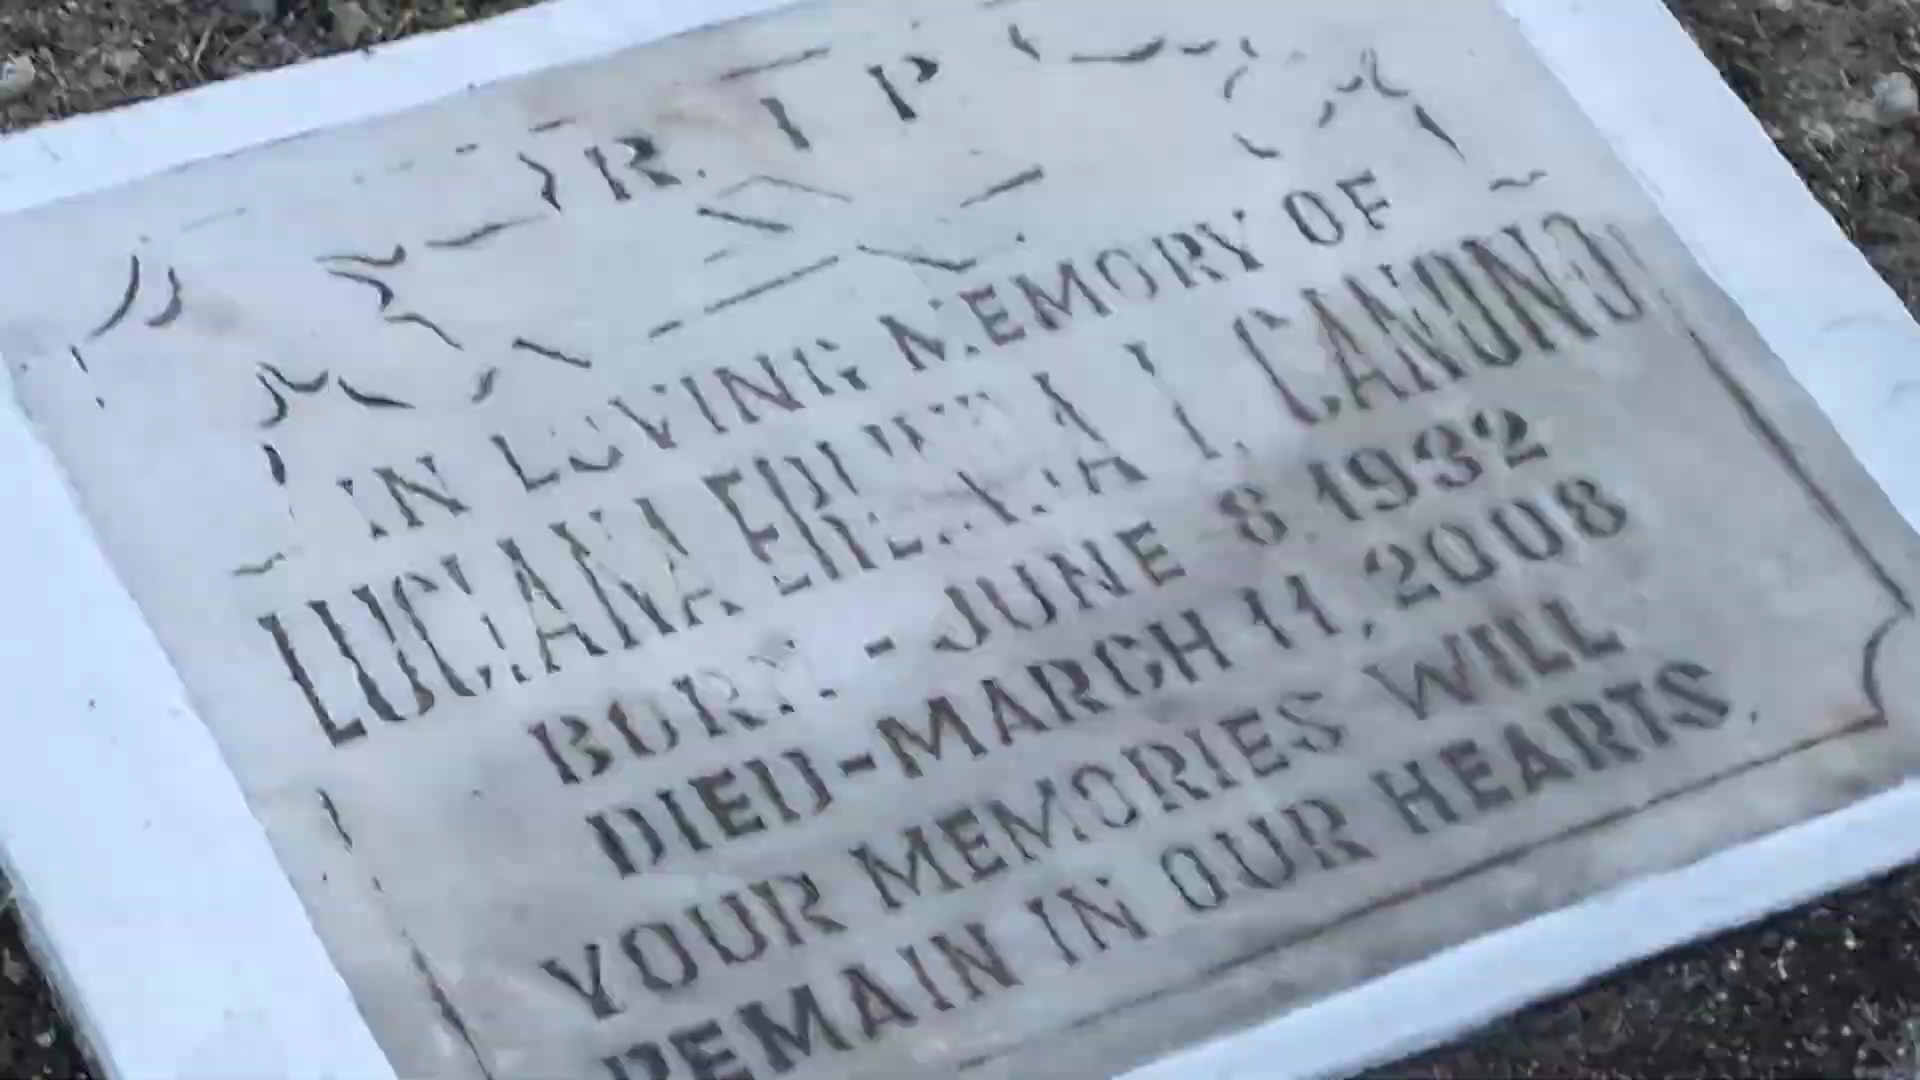 R. I P
IN LOVING MEMORY OF
LUCIANA L. CANONO
BORN - JUNE 8 1932
DIED-MARCH 11, 2008
YOUR MEMORIES WILL
REMAIN IN OUR HEARTS.